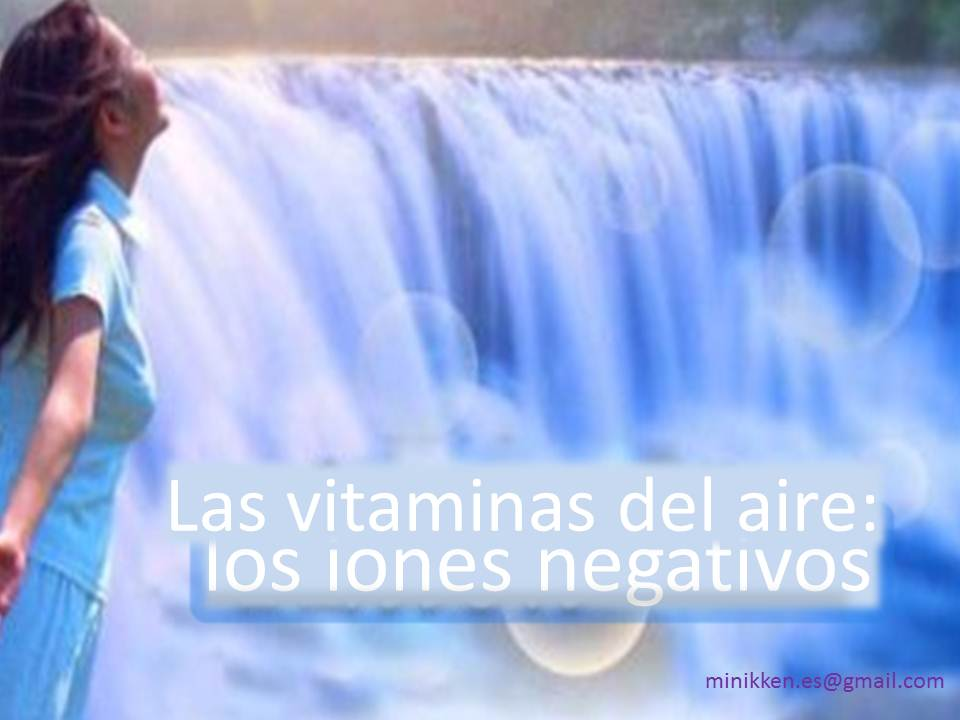 Las vitaminas del aire:
los iones negativos
minikken.es@gmail.com